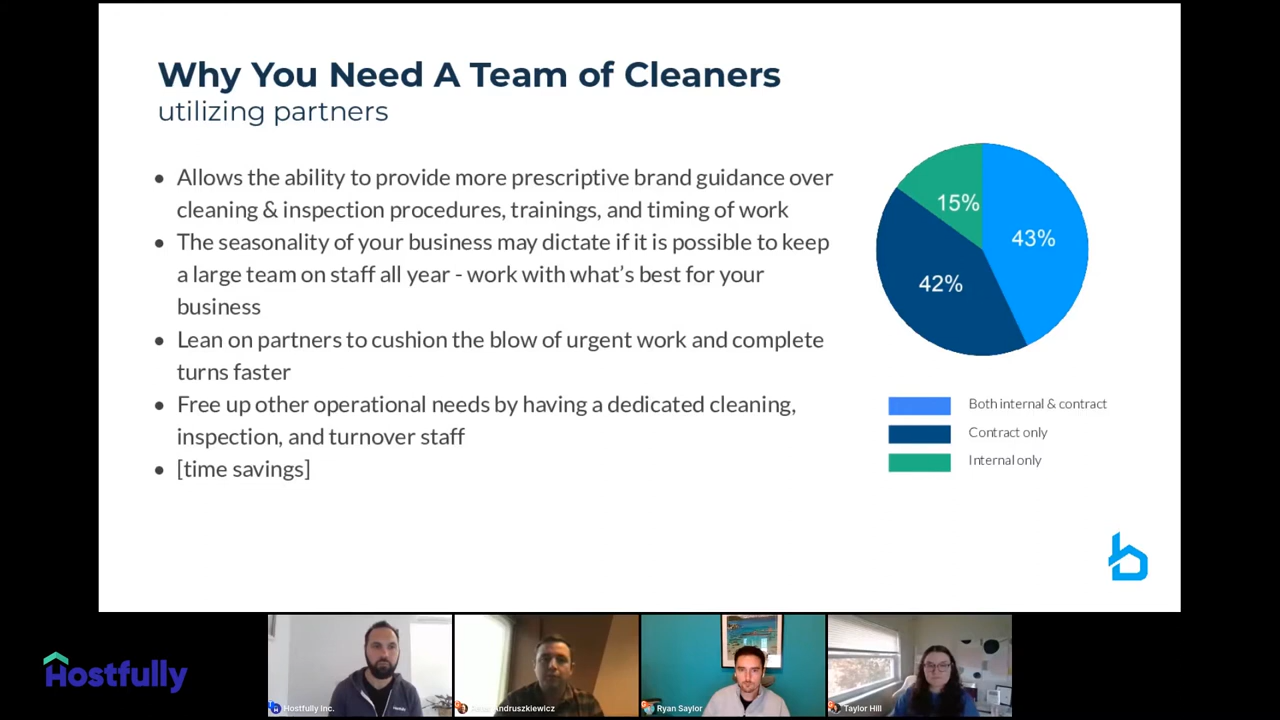 Why You Need A Team of Cleaners
utilizing partners
• Allows the ability to provide more prescriptive brand guidance over
cleaning & inspection procedures, trainings, and timing of work
• The seasonality of your business may dictate if it is possible to keep
a large team on staff all year - work with what's best for your
business
• Lean on partners to cushion the blow of urgent work and complete
turns faster
• Free up other operational needs by having a dedicated cleaning,
inspection, and turnover staff
• [time savings]
15%
43%
42%
Both internal & contract
Contract only
Internal only
Hostfully
Hostfully Inc.
Andruszkiewicz
Ryan Saylor
Taylor Hill